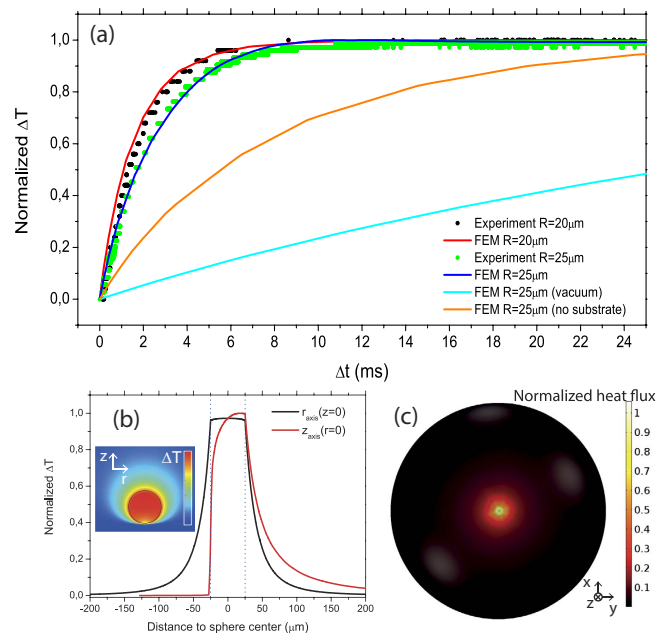 (a)
Normalized ΔT
1,0
0,8
0,6
0,4
0,2
0,0
Experiment R=20μm
FEM R=20μm
Experiment R=25μm
FEM R=25μm
FEM R=25μm (vacuum)
FEM R=25μm (no substrate)
0 2 4 6 8 10 12 14 16 18 20 22 24
Δt (ms)
(b)
Normalized ΔT
1,0
0,8
0,6
0,4
0,2
0,0
r axis (z=0)
z axis (r=0)
z
r
ΔT
-200 -150 -100 -50 0 50 100 150 200
Distance to sphere center (μm)
(c)
Normalized heat flux
1
0.9
0.8
0.7
0.6
0.5
0.4
0.3
0.2
0.1
x
z y